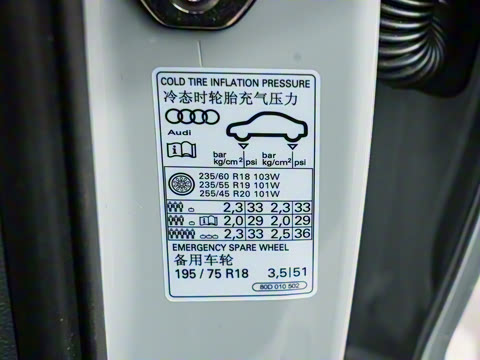 COLD TIRE INFLATION PRESSURE
冷态时轮胎充气压力
Audi
bar kg/cm² psi bar kg/cm² psi
235/60 R18 103W
235/55 R19 101W
255/45 R20 101W
2,3 33 2,3 33
2,0 29 2,0 29
2,3 33 2,5 36
EMERGENCY SPARE WHEEL
备用车轮
195/75 R18 3,5 51
80D 010 502